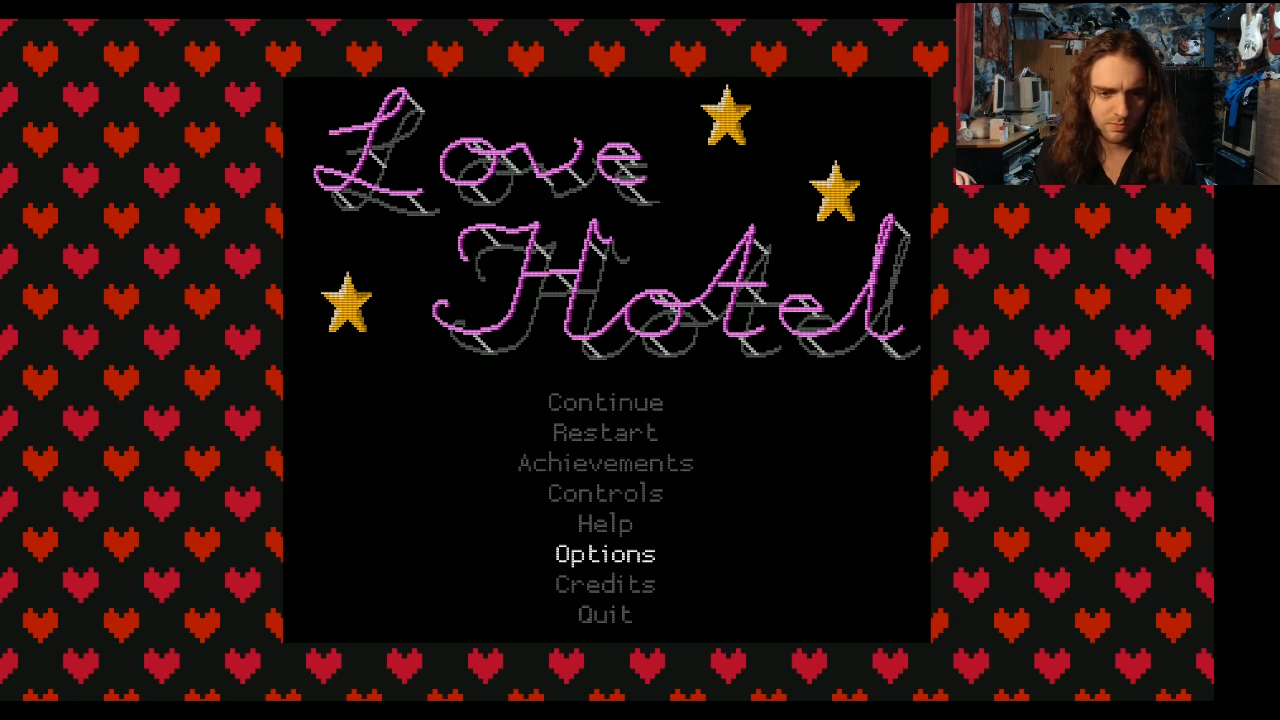 Love
Hotel
Continue
Restart
Achievements
Controls
Help
Options
Credits
Quit